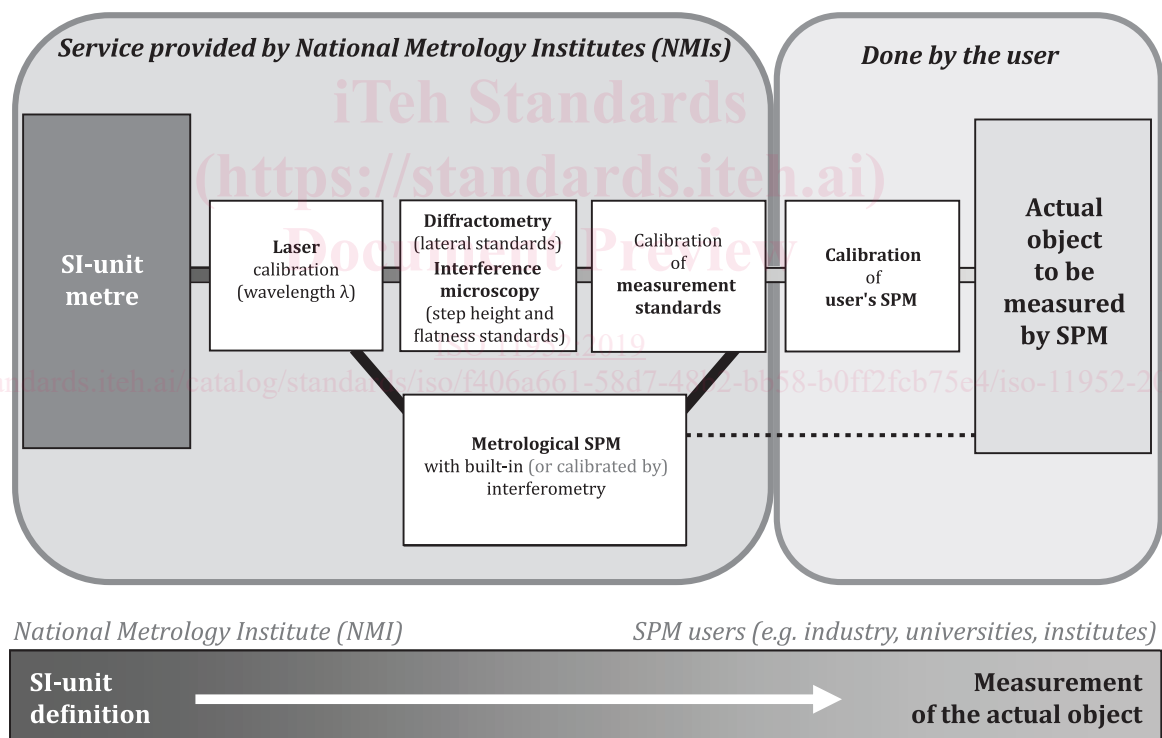 Service provided by National Metrology Institutes (NMIs)
Done by the user
iTeh Standards
(https://standards.iteh.ai)
Document Preview
SI-unit
metre
Laser
calibration
(wavelength λ)
Diffractometry
(lateral standards)
Interference
microscopy
(step height and
flatness standards)
Calibration
of
measurement
standards
Calibration
of
user's SPM
Actual
object
to be
measured
by SPM
ISO 11952:2019
ndards.iteh.ai/catalog/standards/iso/f406a661-58d7-48b2-bb58-b0ff2fcb75e4/iso-11952-20
Metrological SPM
with built-in (or calibrated by)
interferometry
National Metrology Institute (NMI)
SPM users (e.g. industry, universities, institutes)
SI-unit
definition
Measurement
of the actual object